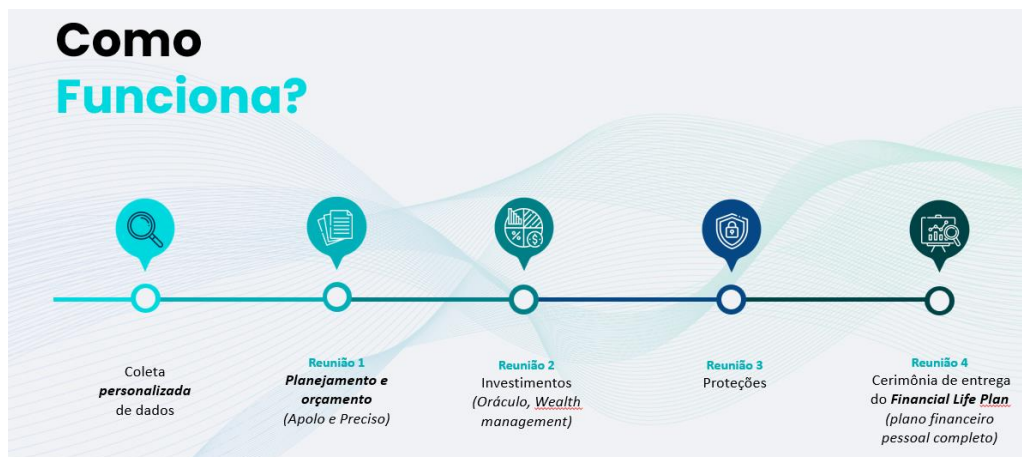 Como
Funciona?
Coleta
personalizada
de dados
Reunião 1
Planejamento e
orçamento
(Apolo e Preciso)
Reunião 2
Investimentos
(Oráculo, Wealth
management)
Reunião 3
Proteções
Reunião 4
Cerimônia de entrega
do Financial Life Plan
(plano financeiro
pessoal completo)